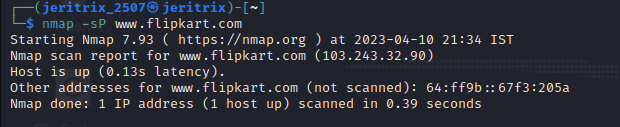 ┌──(jeritrix_2507㉿jeritrix)-[~]
└─$ nmap -sP www.flipkart.com
Starting Nmap 7.93 ( https://nmap.org ) at 2023-04-10 21:34 IST
Nmap scan report for www.flipkart.com (103.243.32.90)
Host is up (0.13s latency).
Other addresses for www.flipkart.com (not scanned): 64:ff9b::67f3:205a
Nmap done: 1 IP address (1 host up) scanned in 0.39 seconds